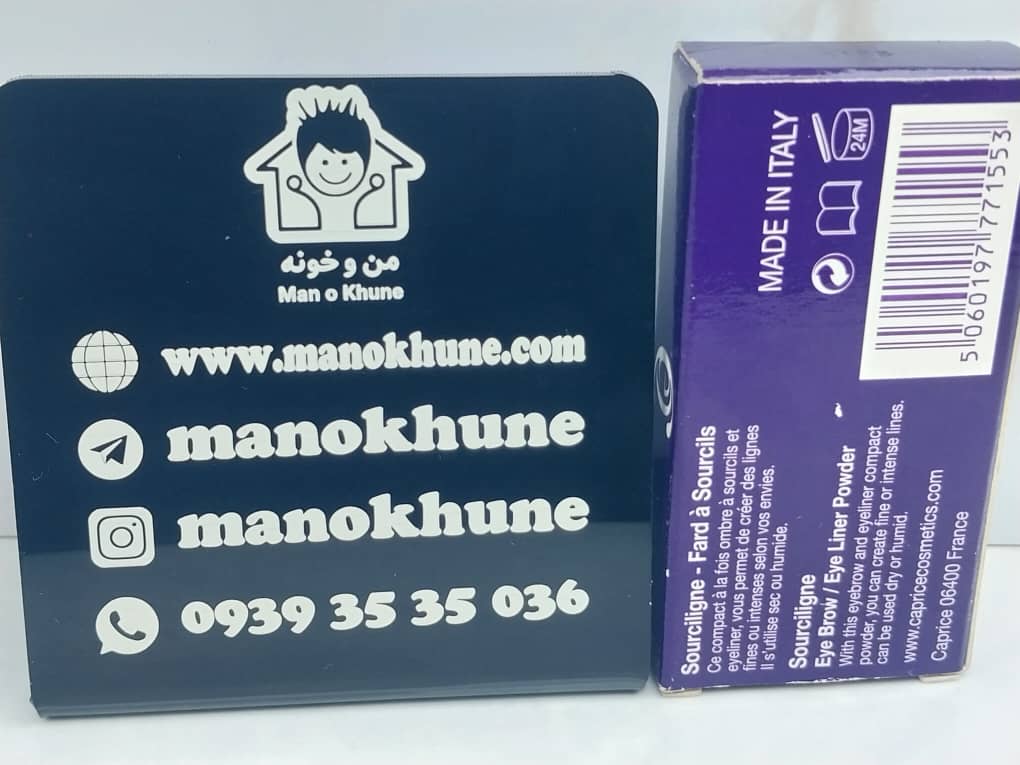 من و خونه
Man o Khune
www.manokhune.com
manokhune
manokhune
0939 35 35 036
MADE IN ITALY
24M
5 060197 771553
Sourciligne - Fard à Sourcils
Ce compact à la fois ombre à sourcils et
eyeliner, vous permet de créer des lignes
fines ou intenses selon vos envies.
Il s'utilise sec ou humide.
Sourciligne
Eye Brow / Eye Liner Powder
With this eyebrow and eyeliner compact
powder, you can create fine or intense lines.
can be used dry or humid.
www.capricecosmetics.com
Caprice 06400 France